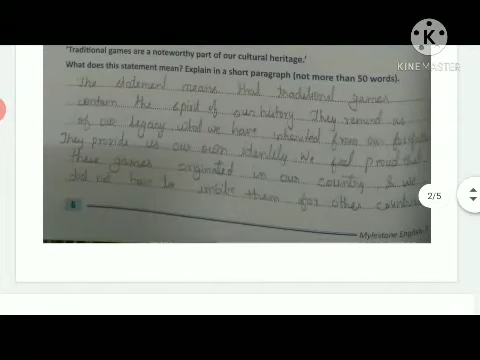 KINEMASTER
'Traditional games are a noteworthy part of our cultural heritage.'
What does this statement mean? Explain in a short paragraph (not more than 50 words).
The statement means that traditional games
contain the spirit of our history. They remind us
of our legacy what we have inherited from our
They provide us our own identity. We feel proud that
these games originated in our country & we
did not have to imbibe them for other
2/5
6
Mylestone English-